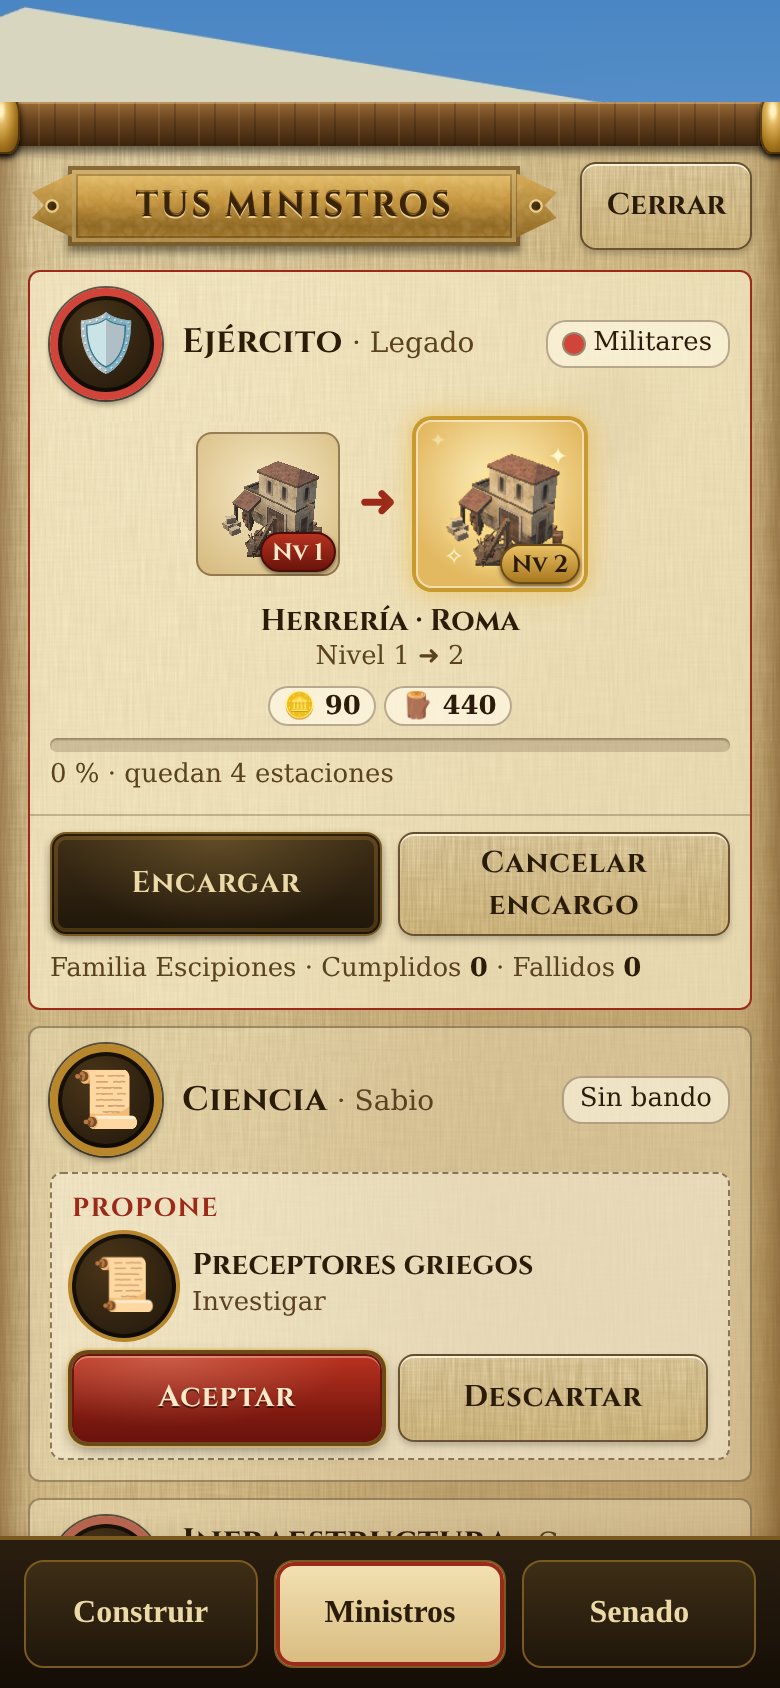 TUS MINISTROS
CERRAR
EJÉRCITO · Legado
Militares
Nv 1
Nv 2
HERRERÍA · ROMA
Nivel 1 ➜ 2
90
440
0 % · quedan 4 estaciones
ENCARGAR
CANCELAR
ENCARGO
Familia Escipiones · Cumplidos 0 · Fallidos 0
CIENCIA · Sabio
Sin bando
PROPONE
PRECEPTORES GRIEGOS
Investigar
ACEPTAR
DESCARTAR
Construir
Ministros
Senado